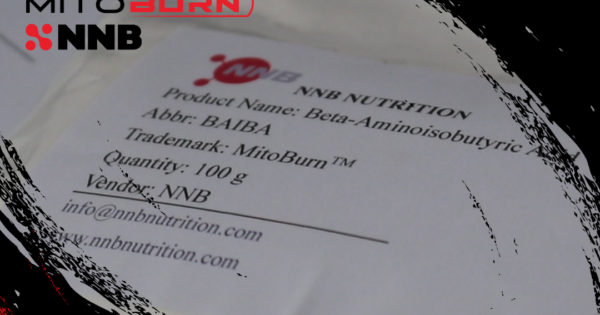 MITOBURN
NNB
NNB
NNB NUTRITION
Product Name: Beta-Aminoisobutyric
Abbr: BAIBA
Trademark: MitoBurn™
Quantity: 100 g
Vendor: NNB
info@nnbnutrition.com
www.nnbnutrition.com